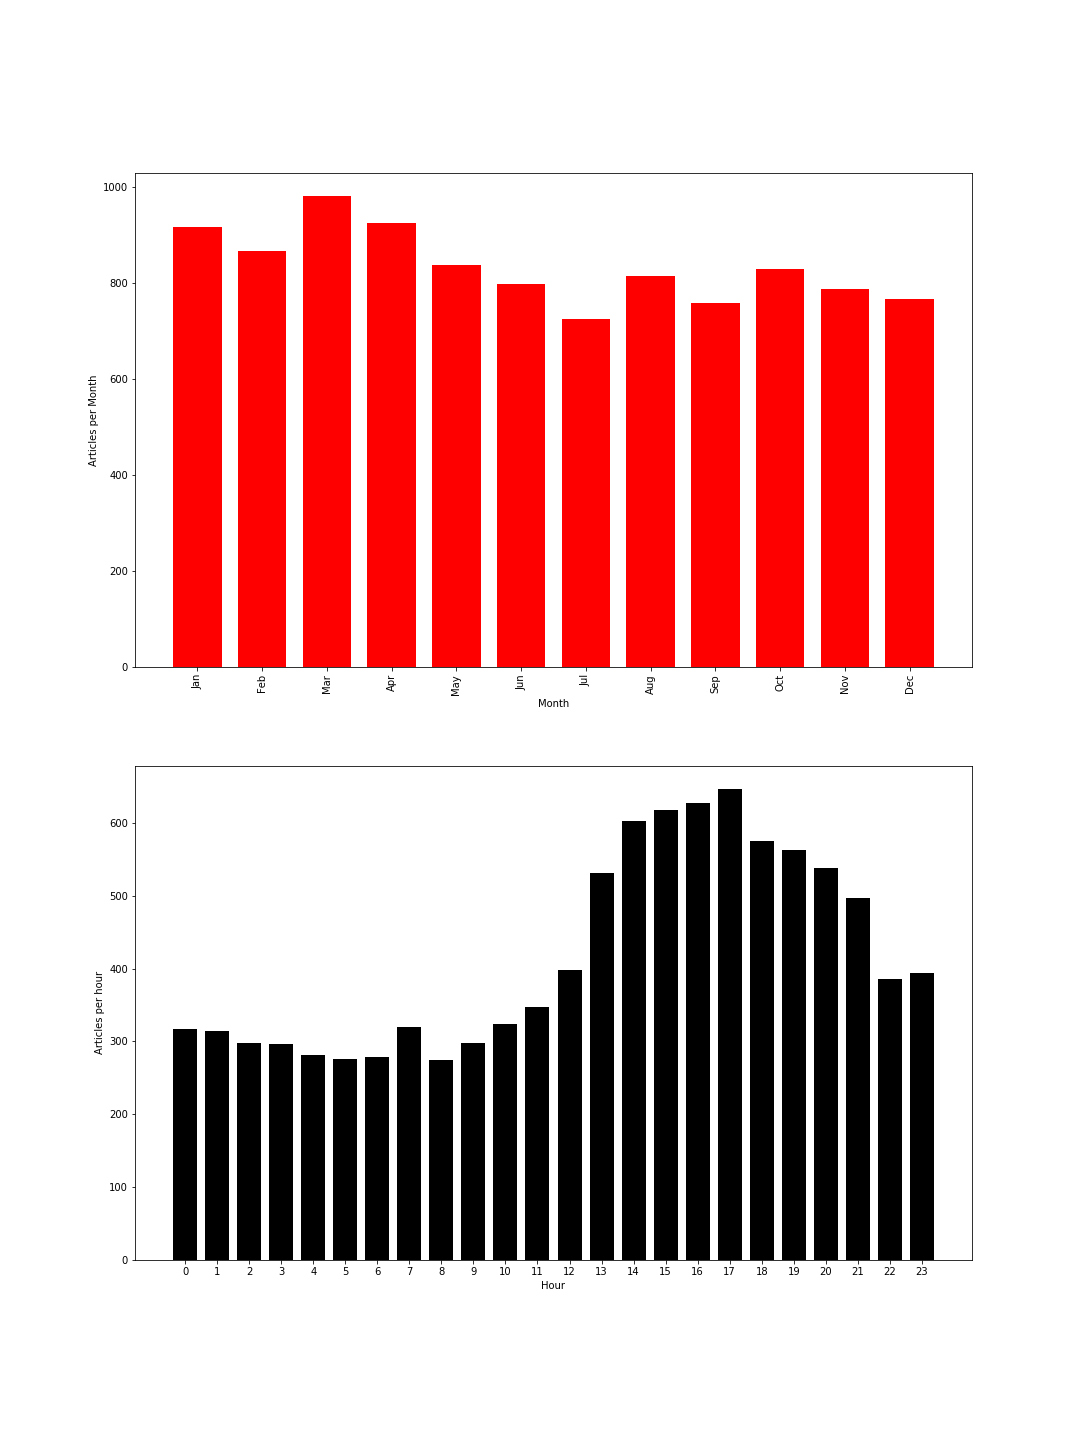 1000
800
600
400
200
0
Articles per Month
Jan Feb Mar Apr May Jun Jul Aug Sep Oct Nov Dec
Month
600
500
400
300
200
100
0
Articles per hour
0 1 2 3 4 5 6 7 8 9 10 11 12 13 14 15 16 17 18 19 20 21 22 23
Hour